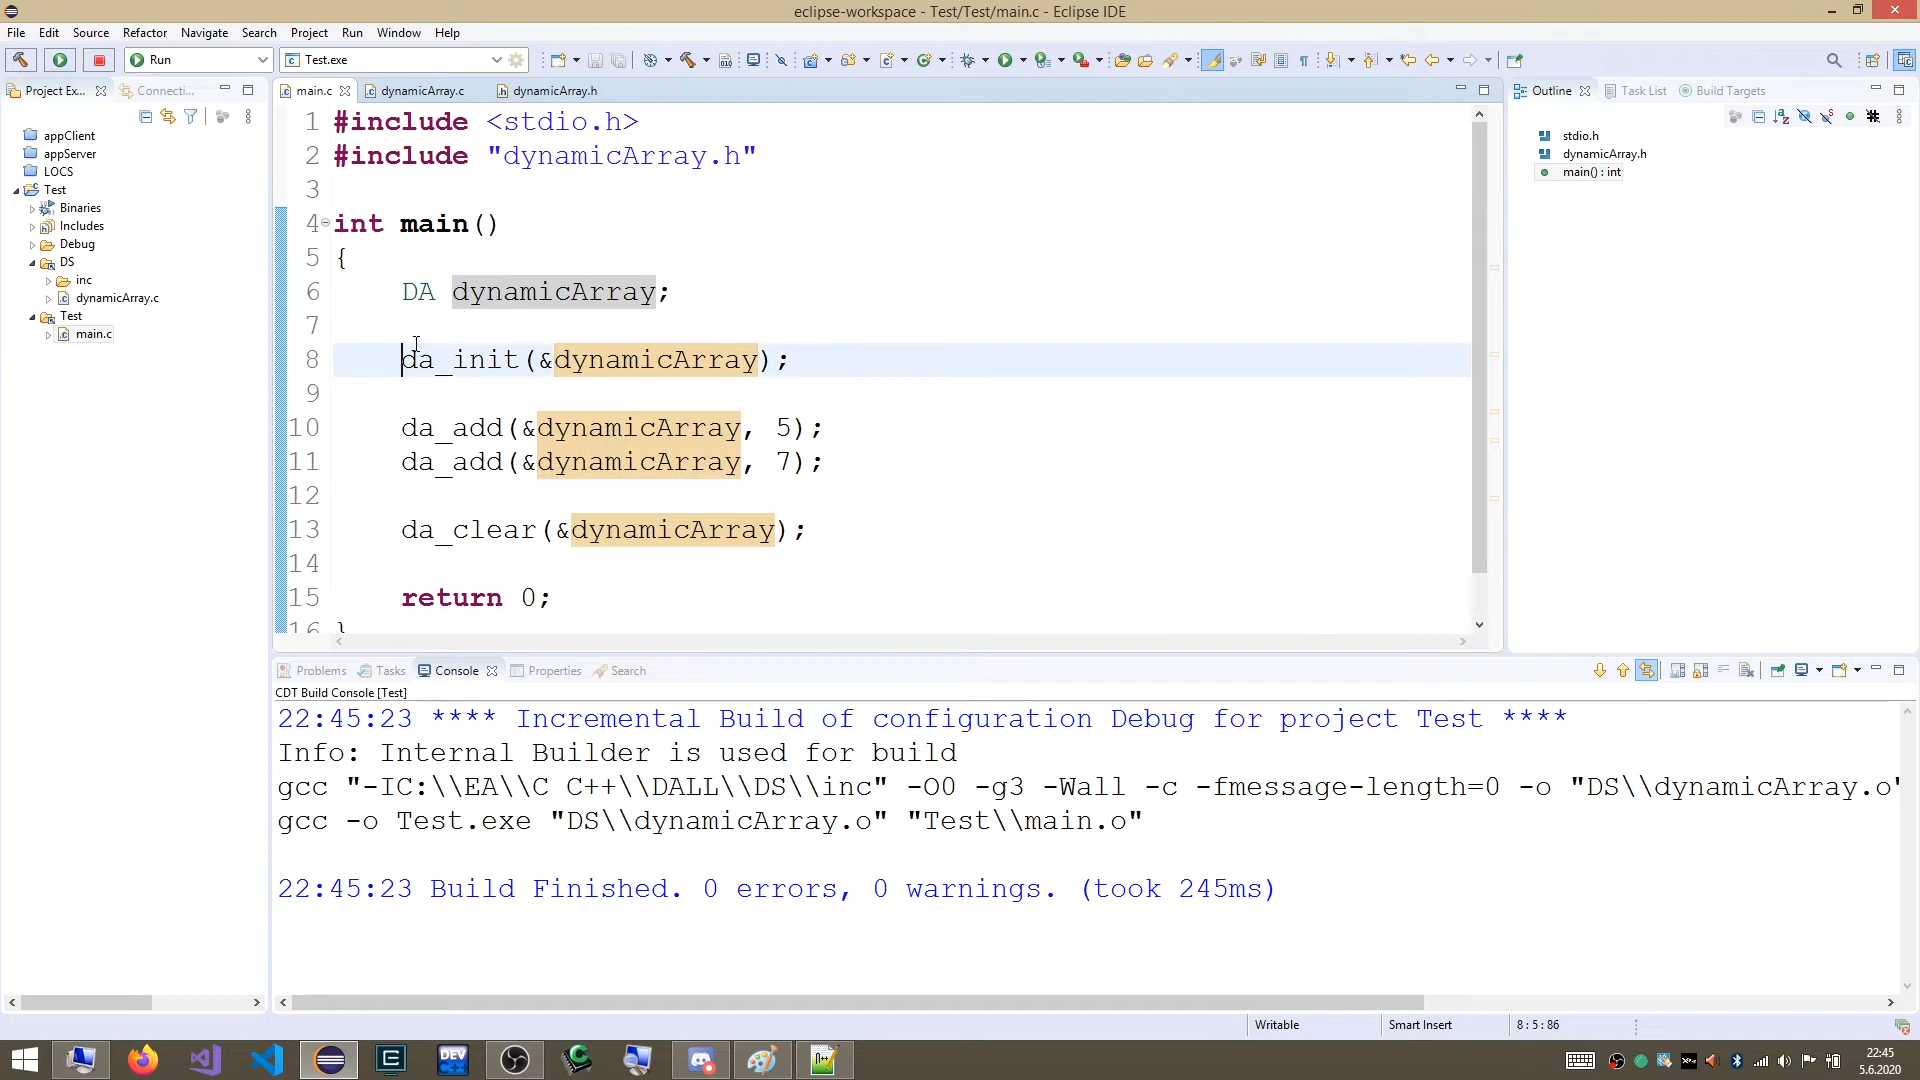 eclipse-workspace - Test/Test/main.c - Eclipse IDE
File Edit Source Refactor Navigate Search Project Run Window Help
Run
Test.exe
Project Ex...
Connecti...
appClient
appServer
LOCS
Test
Binaries
Includes
Debug
DS
inc
dynamicArray.c
Test
main.c
main.c dynamicArray.c dynamicArray.h
1 #include <stdio.h>
2 #include "dynamicArray.h"
3
4 int main()
5 {
6 DA dynamicArray;
7
8 da_init(&dynamicArray);
9
10 da_add(&dynamicArray, 5);
11 da_add(&dynamicArray, 7);
12
13 da_clear(&dynamicArray);
14
15 return 0;
16 }
Outline Task List Build Targets
stdio.h
dynamicArray.h
main() : int
Problems Tasks Console Properties Search
CDT Build Console [Test]
22:45:23 **** Incremental Build of configuration Debug for project Test ****
Info: Internal Builder is used for build
gcc "-IC:\\EA\\C C++\\DALL\\DS\\inc" -O0 -g3 -Wall -c -fmessage-length=0 -o "DS\\dynamicArray.o"
gcc -o Test.exe "DS\\dynamicArray.o" "Test\\main.o"
22:45:23 Build Finished. 0 errors, 0 warnings. (took 245ms)
Writable Smart Insert 8 : 5 : 86
DEV
22:45
5.6.2020